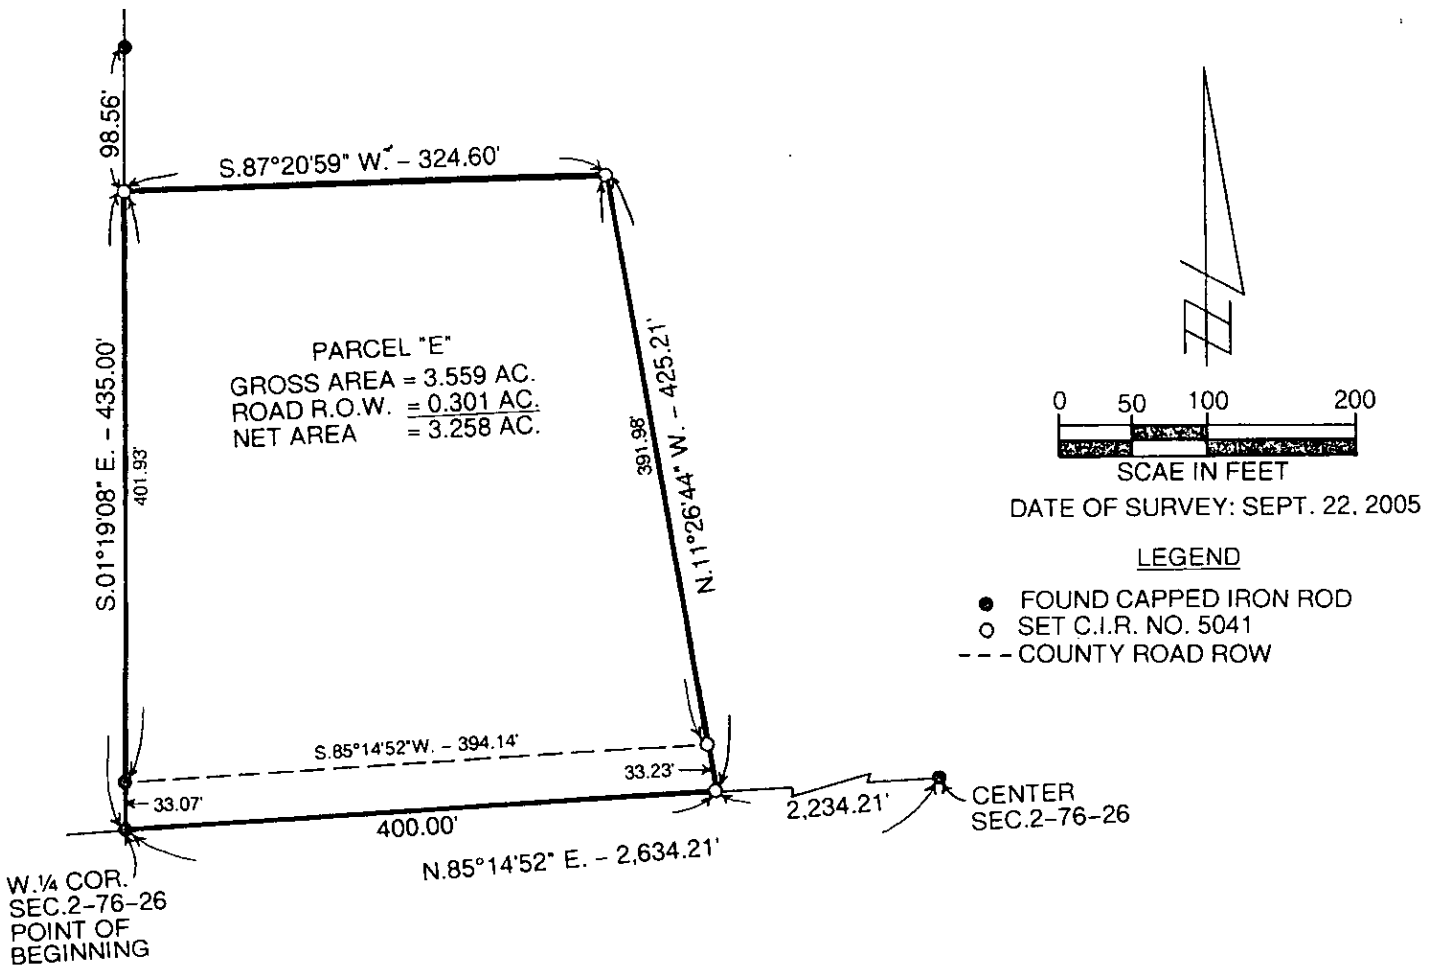 98.56'
S.87°20'59" W. – 324.60'
S.01°19'08" E. – 435.00'
401.93'
PARCEL "E"
GROSS AREA = 3.559 AC.
ROAD R.O.W. = 0.301 AC.
NET AREA = 3.258 AC.
391.98'
N.11°26'44" W. – 425.21'
S.85°14'52"W. – 394.14'
33.07'
33.23'
400.00'
N.85°14'52" E. – 2,634.21'
2,234.21'
CENTER
SEC.2–76–26
W.¼ COR.
SEC.2–76–26
POINT OF
BEGINNING
N
0 50 100 200
SCAE IN FEET
DATE OF SURVEY: SEPT. 22, 2005
LEGEND
FOUND CAPPED IRON ROD
SET C.I.R. NO. 5041
COUNTY ROAD ROW